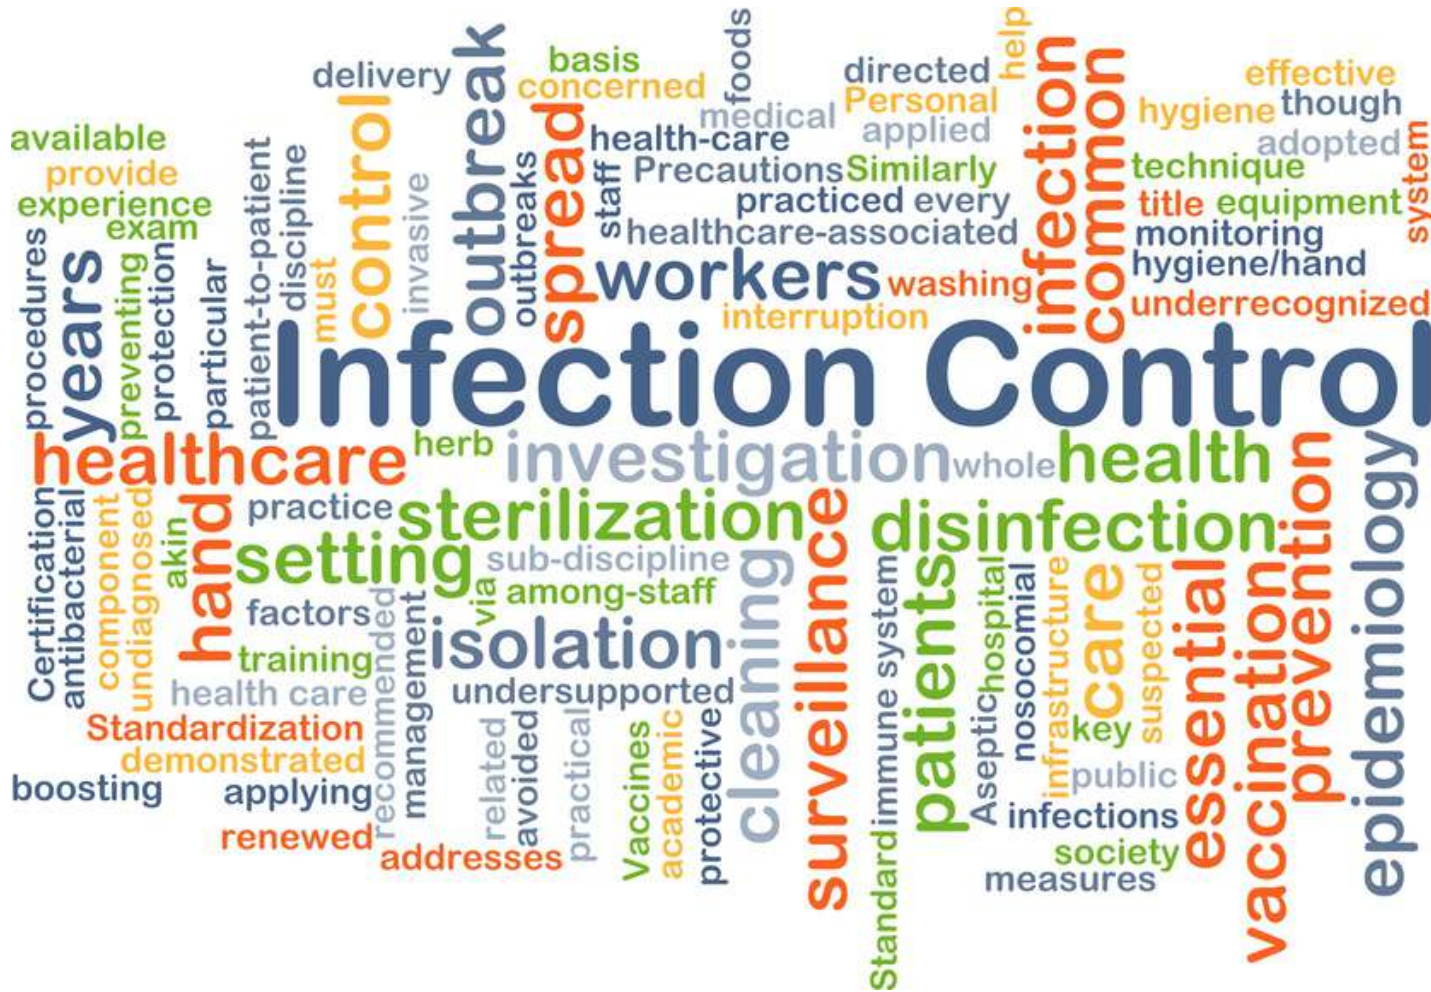 help
foods
outbreak
basis
delivery
concerned
directed
effective
infection
common
Personal
hygiene
though
medical
applied
adopted
available
control
spread
health-care
technique
system
provide
patient-to-patient
discipline
invasive
outbreaks
staff
Precautions
Similarly
experience
practiced
every
title
equipment
exam
healthcare-associated
monitoring
procedures
years
preventing
protection
particular
must
workers
washing
hygiene/hand
interruption
underrecognized
Infection Control
healthcare
herb
investigation
whole
health
prevention
epidemiology
Certification
antibacterial
component
undiagnosed
akin
hand
practice
sterilization
surveillance
disinfection
setting
sub-discipline
cleaning
via
among-staff
factors
recommended
management
isolation
immune system
patients
hospital
Aseptic
nosocomial
infrastructure
care
suspected
essential
vaccination
training
health care
undersupported
Standardization
related
avoided
practical
Vaccines
academic
protective
key
demonstrated
public
boosting
applying
infections
renewed
addresses
Standard
society
measures